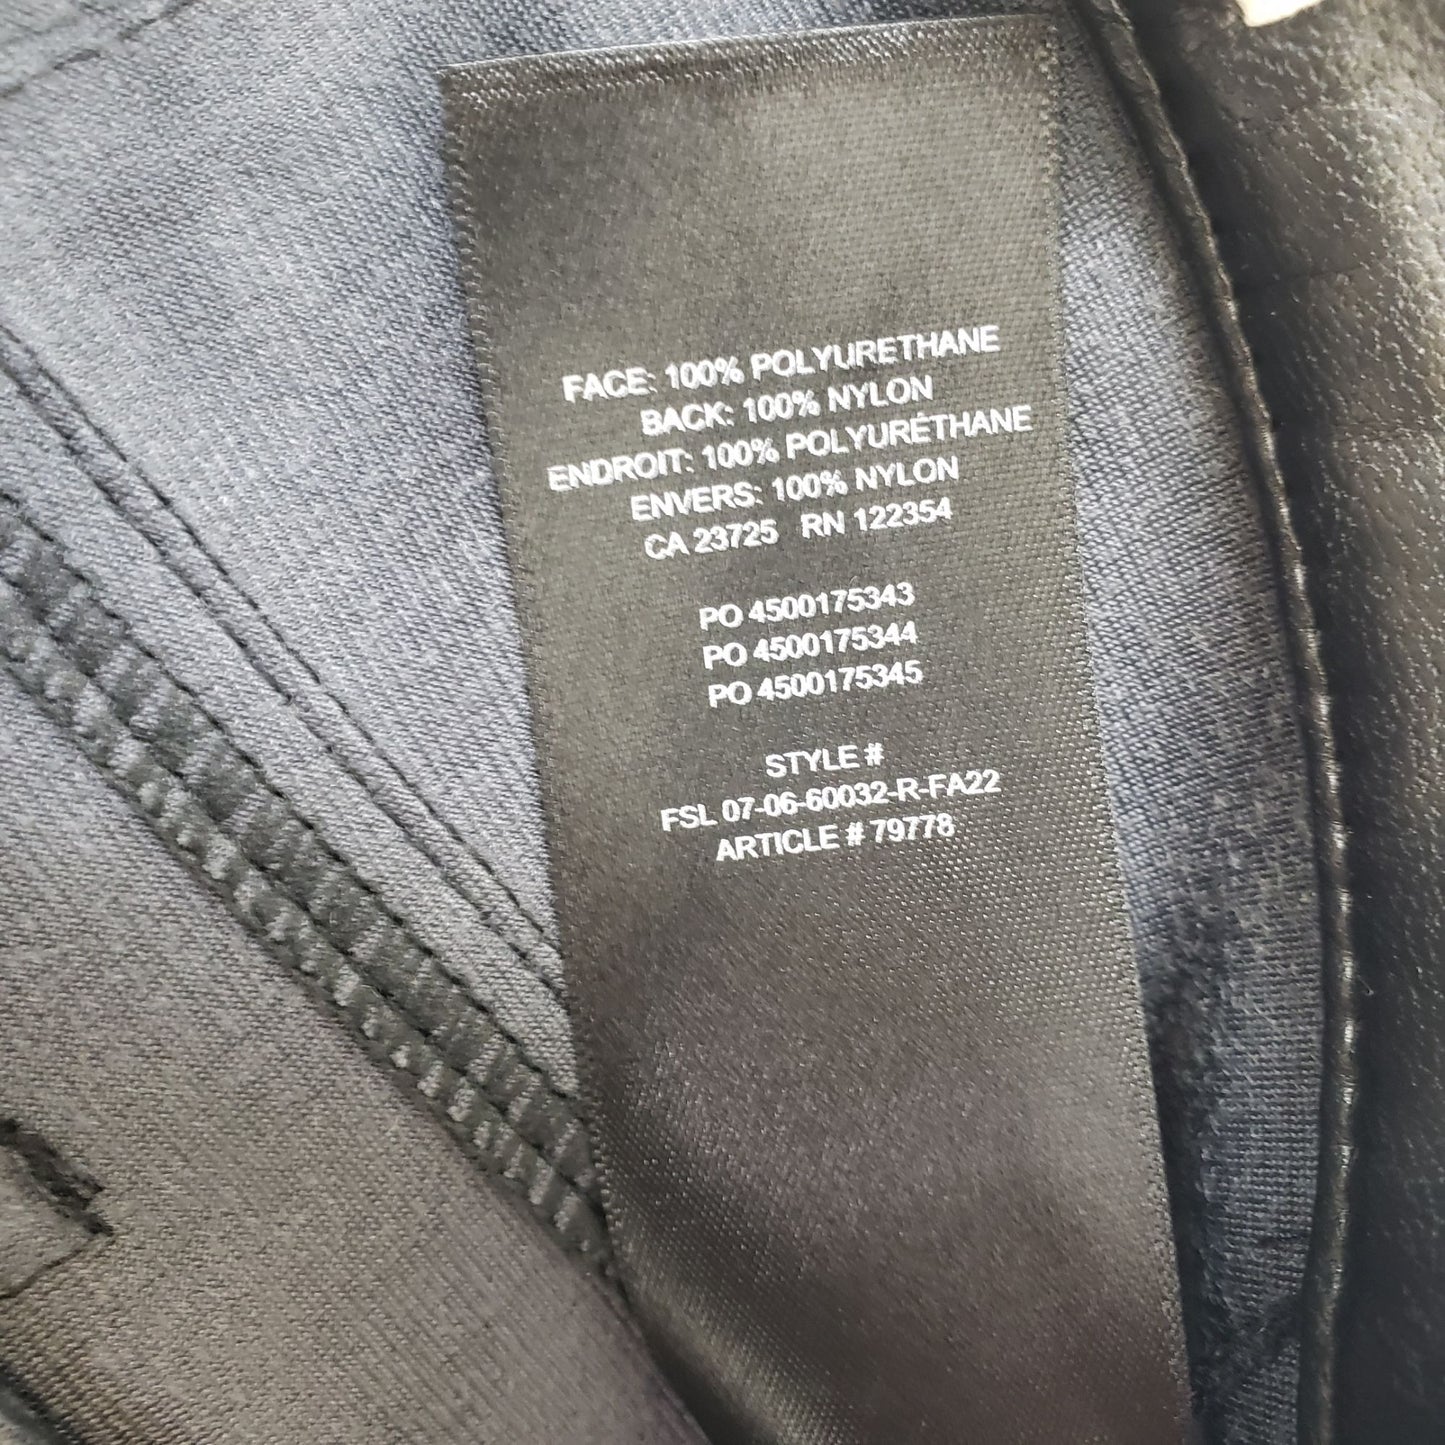 FACE: 100% POLYURETHANE
BACK: 100% NYLON
ENDROIT: 100% POLYURÉTHANE
ENVERS: 100% NYLON
CA 23725 RN 122354
PO 4500175343
PO 4500175344
PO 4500175345
STYLE #
FSL 07-06-60032-R-FA22
ARTICLE # 79778